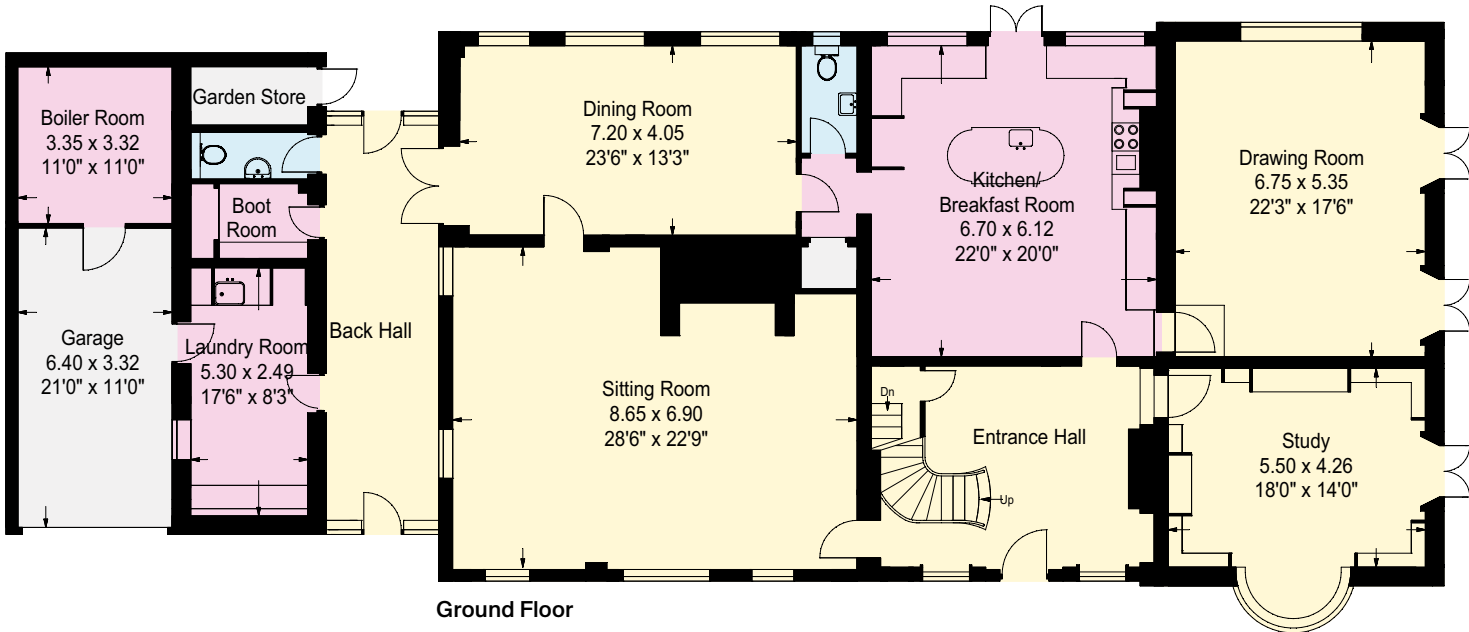 Garden Store
Boiler Room
3.35 x 3.32
11'0" x 11'0"
Boot
Room
Garage
6.40 x 3.32
21'0" x 11'0"
Laundry Room
5.30 x 2.49
17'6" x 8'3"
Back Hall
Dining Room
7.20 x 4.05
23'6" x 13'3"
Sitting Room
8.65 x 6.90
28'6" x 22'9"
Kitchen/
Breakfast Room
6.70 x 6.12
22'0" x 20'0"
Dn
Entrance Hall
Up
Drawing Room
6.75 x 5.35
22'3" x 17'6"
Study
5.50 x 4.26
18'0" x 14'0"
Ground Floor